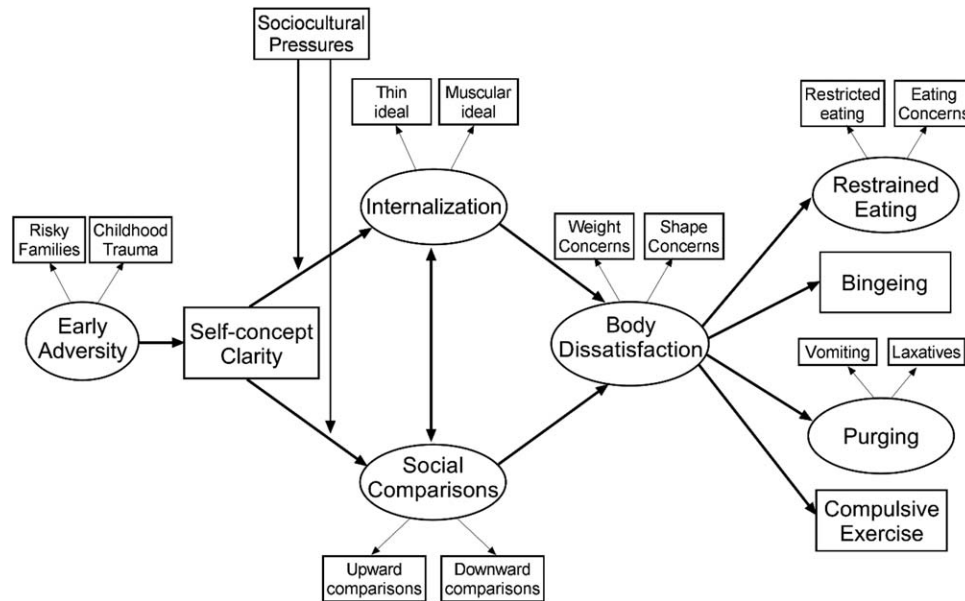 Sociocultural
Pressures
Thin
ideal
Muscular
ideal
Restricted
eating
Eating
Concerns
Internalization
Restrained
Eating
Risky
Families
Childhood
Trauma
Weight
Concerns
Shape
Concerns
Bingeing
Early
Adversity
Self-concept
Clarity
Body
Dissatisfaction
Vomiting
Laxatives
Purging
Social
Comparisons
Compulsive
Exercise
Upward
comparisons
Downward
comparisons